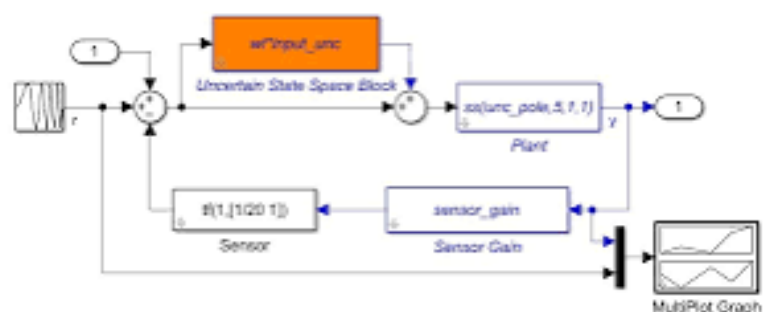 wt*input_unc
1
Uncertain State Space Block
r
ss(unc_pole,5,1,1)
y
1
Plant
tf(1,[1/20 1])
sensor_gain
Sensor
Sensor Gain
MultiPlot Graph